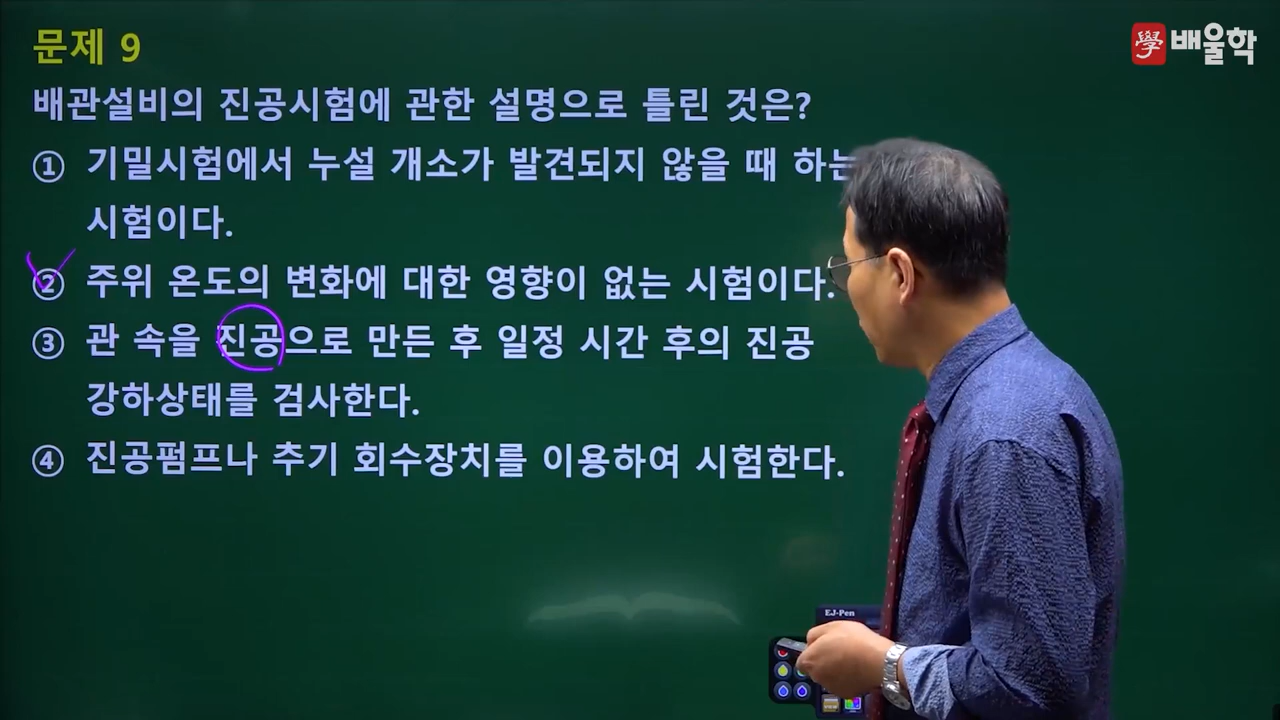 문제 9
學 배울학
배관설비의 진공시험에 관한 설명으로 틀린 것은?
① 기밀시험에서 누설 개소가 발견되지 않을 때 하는
시험이다.
② 주위 온도의 변화에 대한 영향이 없는 시험이다.
③ 관 속을 진공으로 만든 후 일정 시간 후의 진공
강하상태를 검사한다.
④ 진공펌프나 추기 회수장치를 이용하여 시험한다.
EJ-Pen